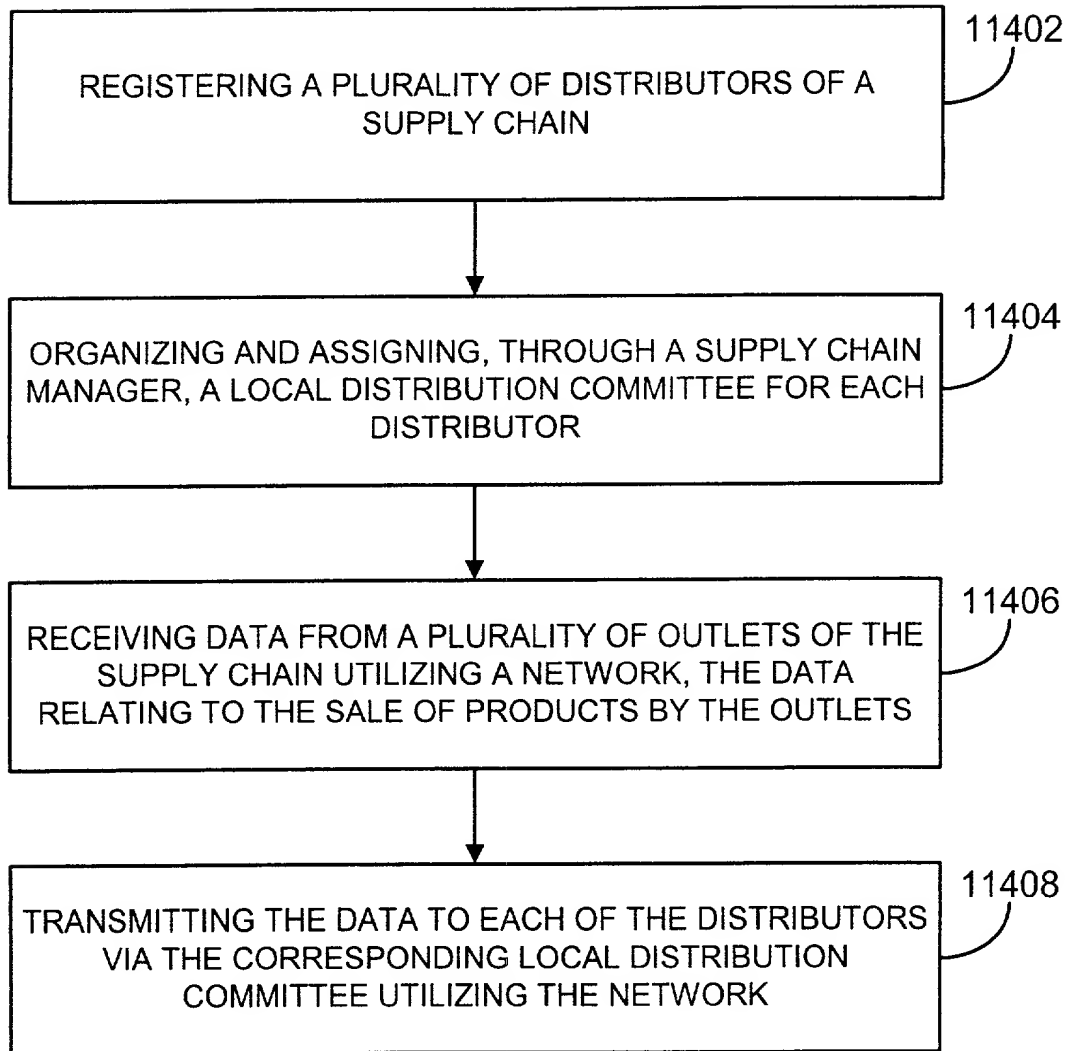 11402
REGISTERING A PLURALITY OF DISTRIBUTORS OF A
SUPPLY CHAIN
11404
ORGANIZING AND ASSIGNING, THROUGH A SUPPLY CHAIN
MANAGER, A LOCAL DISTRIBUTION COMMITTEE FOR EACH
DISTRIBUTOR
11406
RECEIVING DATA FROM A PLURALITY OF OUTLETS OF THE
SUPPLY CHAIN UTILIZING A NETWORK, THE DATA
RELATING TO THE SALE OF PRODUCTS BY THE OUTLETS
11408
TRANSMITTING THE DATA TO EACH OF THE DISTRIBUTORS
VIA THE CORRESPONDING LOCAL DISTRIBUTION
COMMITTEE UTILIZING THE NETWORK